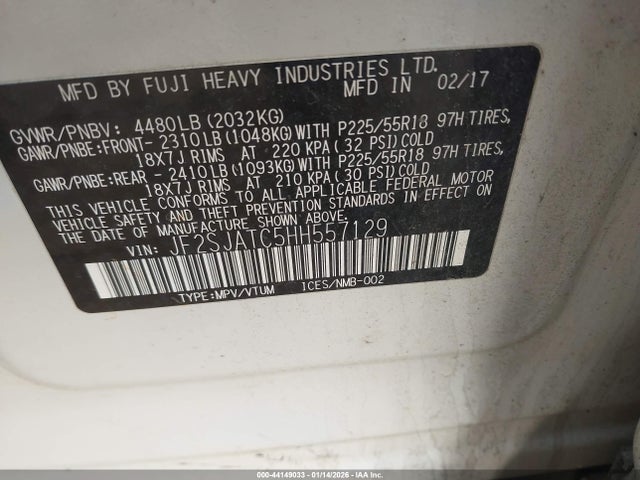 MFD BY FUJI HEAVY INDUSTRIES LTD.
MFD IN 02/17
GVWR/PNBV: 4480LB (2032KG)
GAWR/PNBE:FRONT- 2310LB (1048KG)WITH P225/55R18 97H TIRES,
18X7J RIMS AT 220 KPA (32 PSI)COLD
GAWR/PNBE:REAR - 2410LB (1093KG)WITH P225/55R18 97H TIRES,
18X7J RIMS AT 210 KPA (30 PSI)COLD
THIS VEHICLE CONFORMS TO ALL APPLICABLE FEDERAL MOTOR
VEHICLE SAFETY STANDARDS IN EFFECT ON THE DATE OF
MANUFACTURE SHOWN ABOVE.
VIN: JF2SJATC5HH557129
TYPE:MPV/VTUM ICES/NMB-002
000-44149033 - 01/14/2026 - IAA Inc.